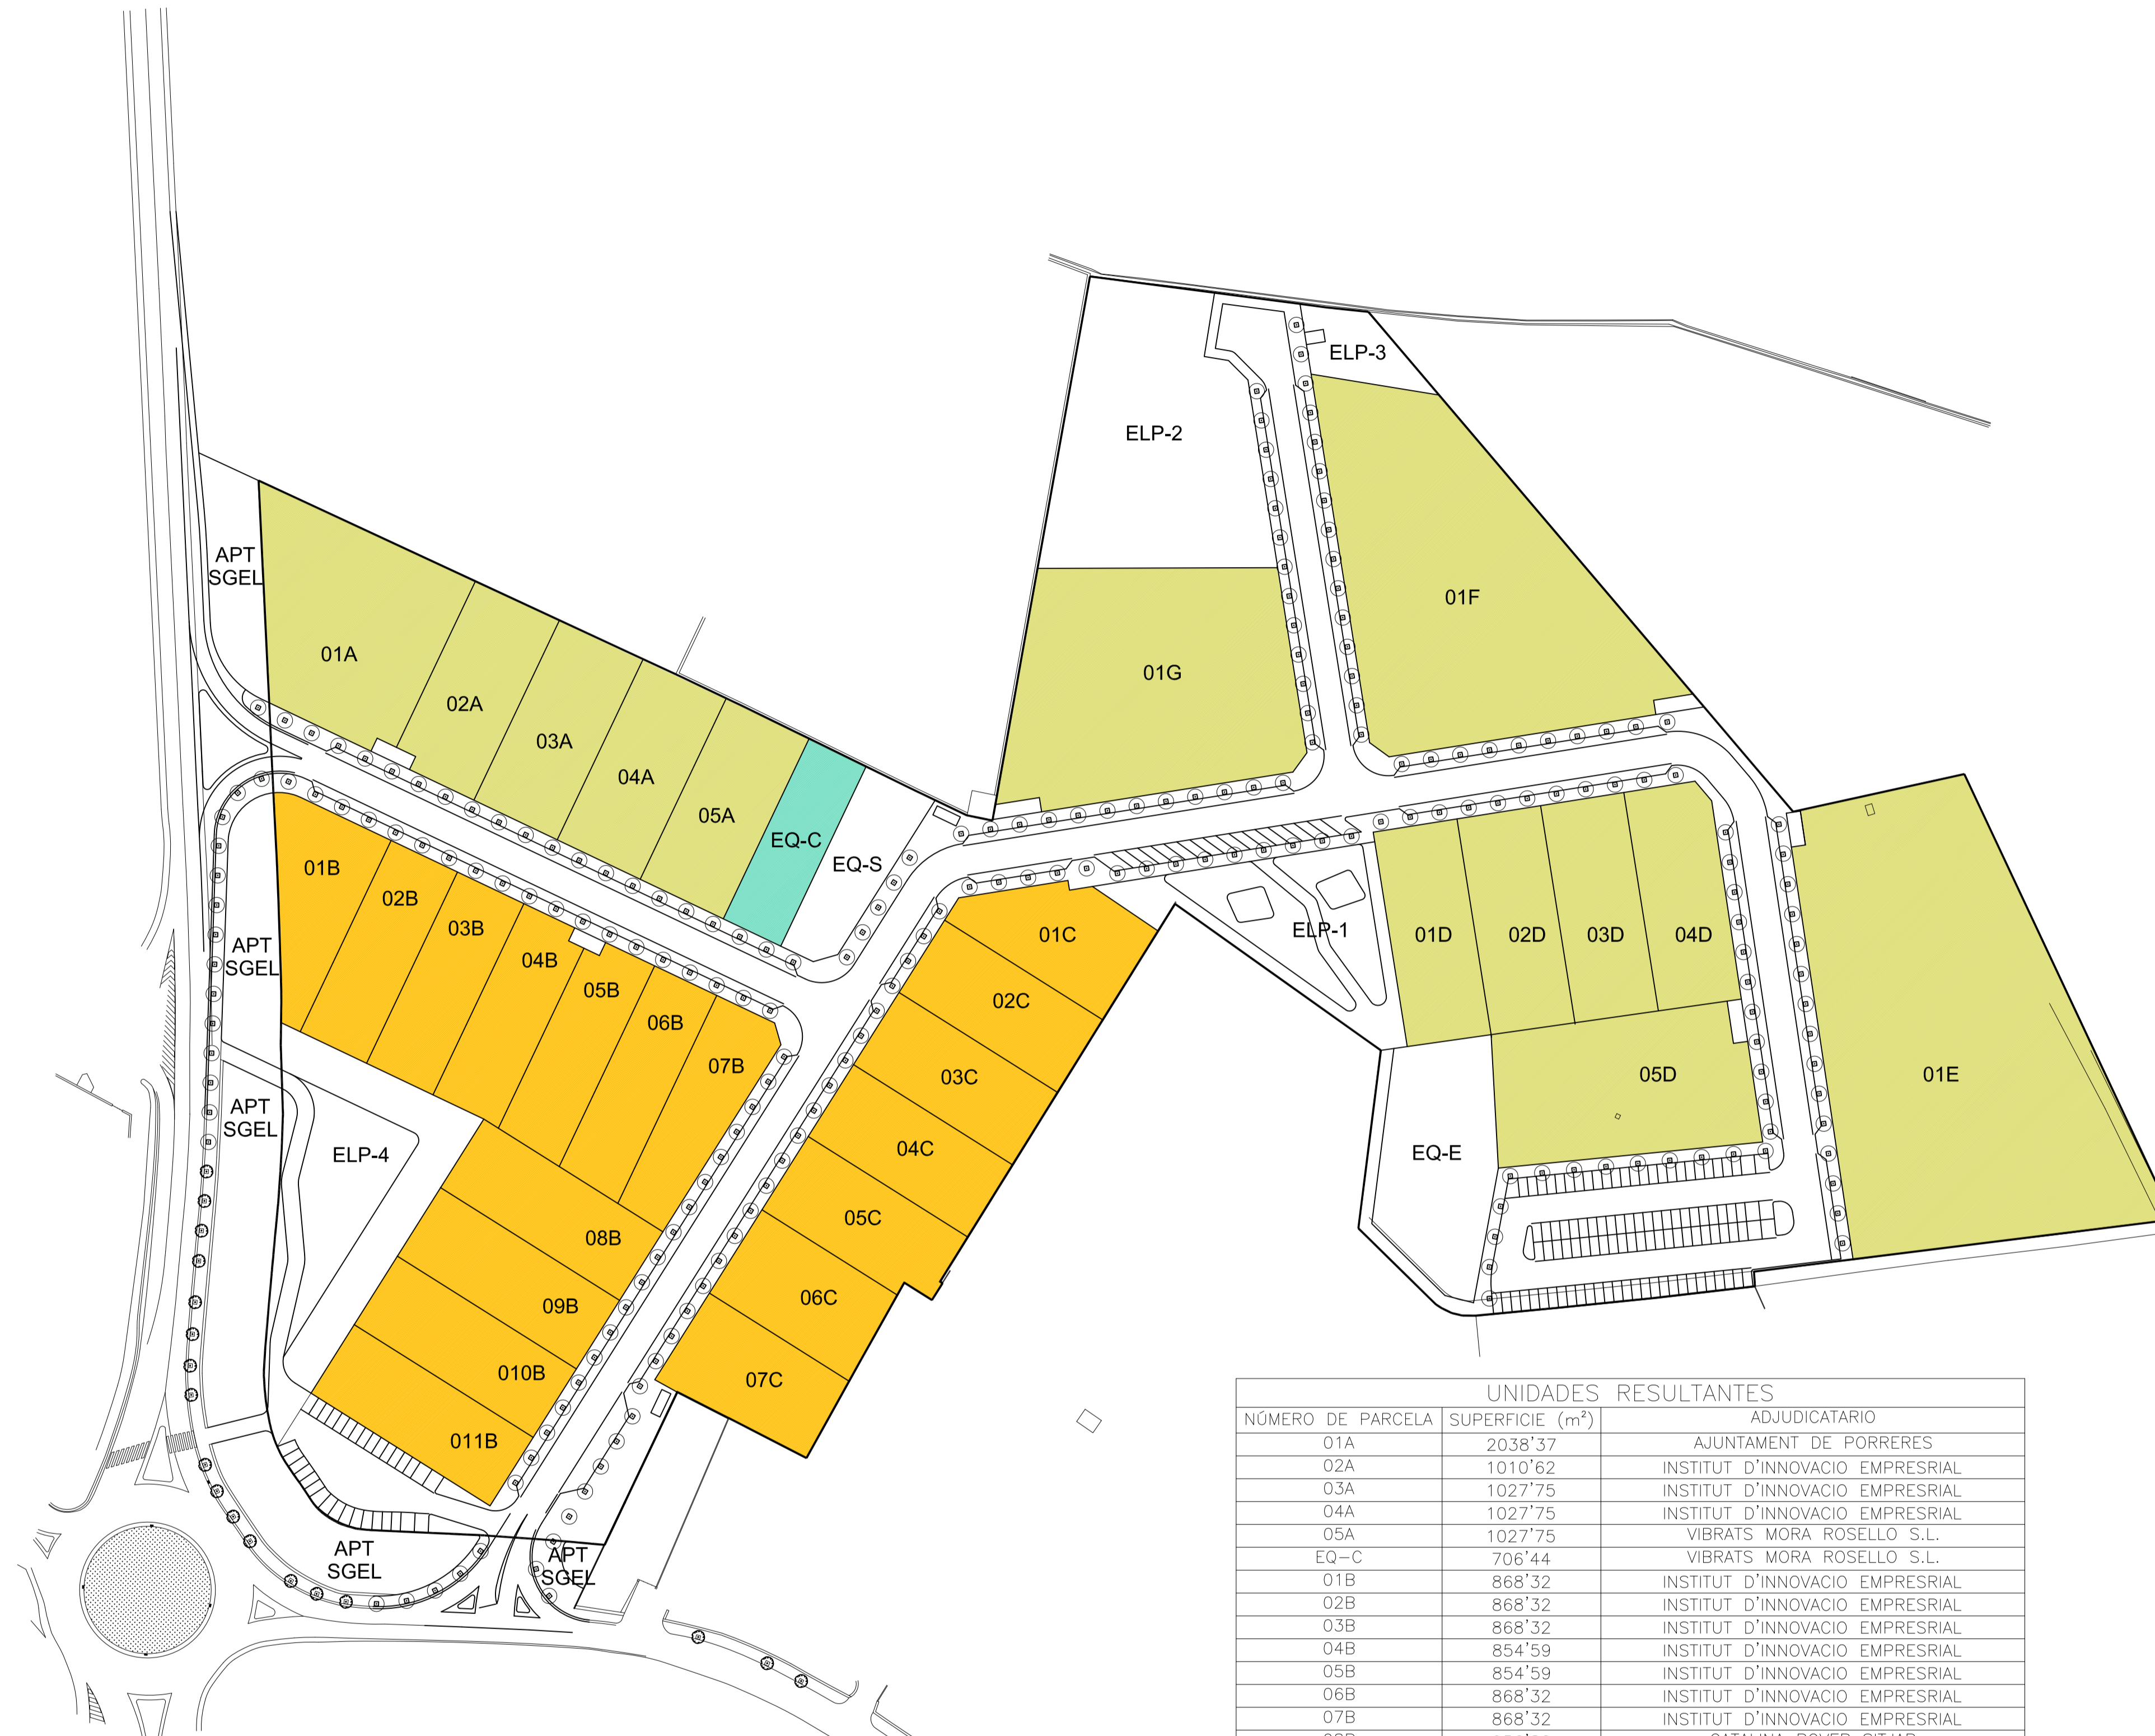 ELP-3
ELP-2
APT
SGEL
01F
01A
01G
02A
03A
04A
05A
EQ-C
EQ-S
01B
02B
03B
04B
05B
06B
07B
APT
SGEL
01C
02C
03C
04C
05C
06C
07C
ELP-1
01D
02D
03D
04D
05D
01E
EQ-E
APT
SGEL
ELP-4
08B
09B
010B
011B
APT
SGEL
APT
SGEL
UNIDADES RESULTANTES
NÚMERO DE PARCELA SUPERFICIE (m²) ADJUDICATARIO
01A 2038'37 AJUNTAMENT DE PORRERES
02A 1010'62 INSTITUT D'INNOVACIO EMPRESRIAL
03A 1027'75 INSTITUT D'INNOVACIO EMPRESRIAL
04A 1027'75 INSTITUT D'INNOVACIO EMPRESRIAL
05A 1027'75 VIBRATS MORA ROSELLO S.L.
EQ-C 706'44 VIBRATS MORA ROSELLO S.L.
01B 868'32 INSTITUT D'INNOVACIO EMPRESRIAL
02B 868'32 INSTITUT D'INNOVACIO EMPRESRIAL
03B 868'32 INSTITUT D'INNOVACIO EMPRESRIAL
04B 854'59 INSTITUT D'INNOVACIO EMPRESRIAL
05B 854'59 INSTITUT D'INNOVACIO EMPRESRIAL
06B 868'32 INSTITUT D'INNOVACIO EMPRESRIAL
07B 868'32 INSTITUT D'INNOVACIO EMPRESRIAL